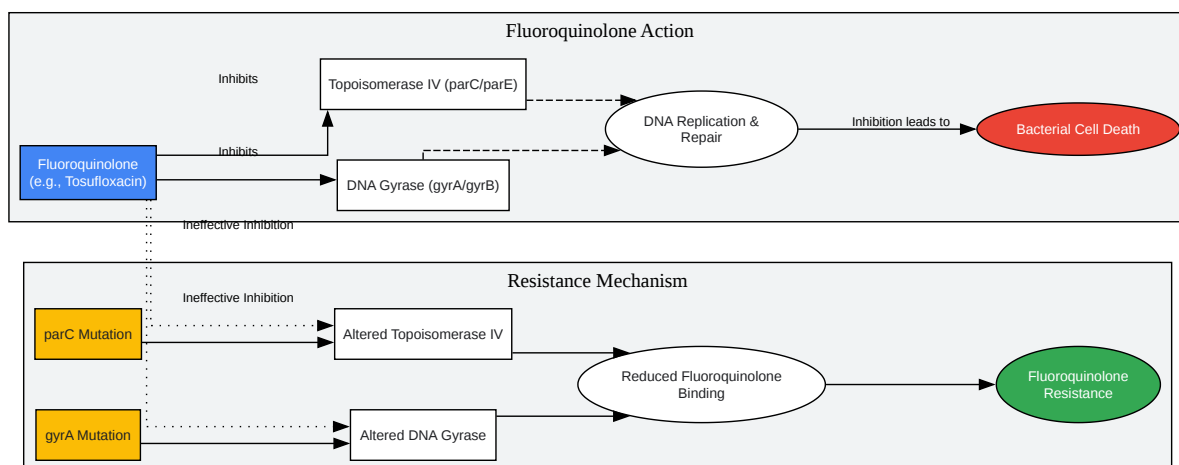 Fluoroquinolone Action
Inhibits
Topoisomerase IV (parC/parE)
DNA Replication &
Repair
Inhibition leads to
Bacterial Cell Death
Inhibits
Fluoroquinolone
(e.g., Tosufloxacin)
DNA Gyrase (gyrA/gyrB)
Ineffective Inhibition
Resistance Mechanism
Ineffective Inhibition
parC Mutation
Altered Topoisomerase IV
Reduced Fluoroquinolone
Binding
Fluoroquinolone
Resistance
gyrA Mutation
Altered DNA Gyrase